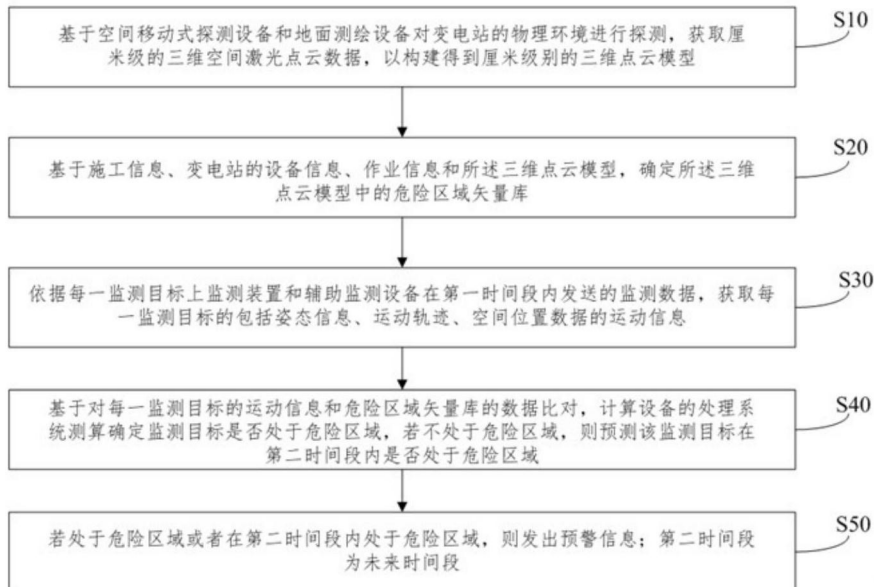 基于空间移动式探测设备和地面测绘设备对变电站的物理环境进行探测，获取厘
米级的三维空间激光点云数据，以构建得到厘米级别的三维点云模型
S10
基于施工信息、变电站的设备信息、作业信息和所述三维点云模型，确定所述三维
点云模型中的危险区域矢量库
S20
依据每一监测目标上监测装置和辅助监测设备在第一时间段内发送的监测数据，获取每
一监测目标的包括姿态信息、运动轨迹、空间位置数据的运动信息
S30
基于对每一监测目标的运动信息和危险区域矢量库的数据比对，计算设备的处理系
统测算确定监测目标是否处于危险区域，若不处于危险区域，则预测该监测目标在
第二时间段内是否处于危险区域
S40
若处于危险区域或者在第二时间段内处于危险区域，则发出预警信息；第二时间段
为未来时间段
S50